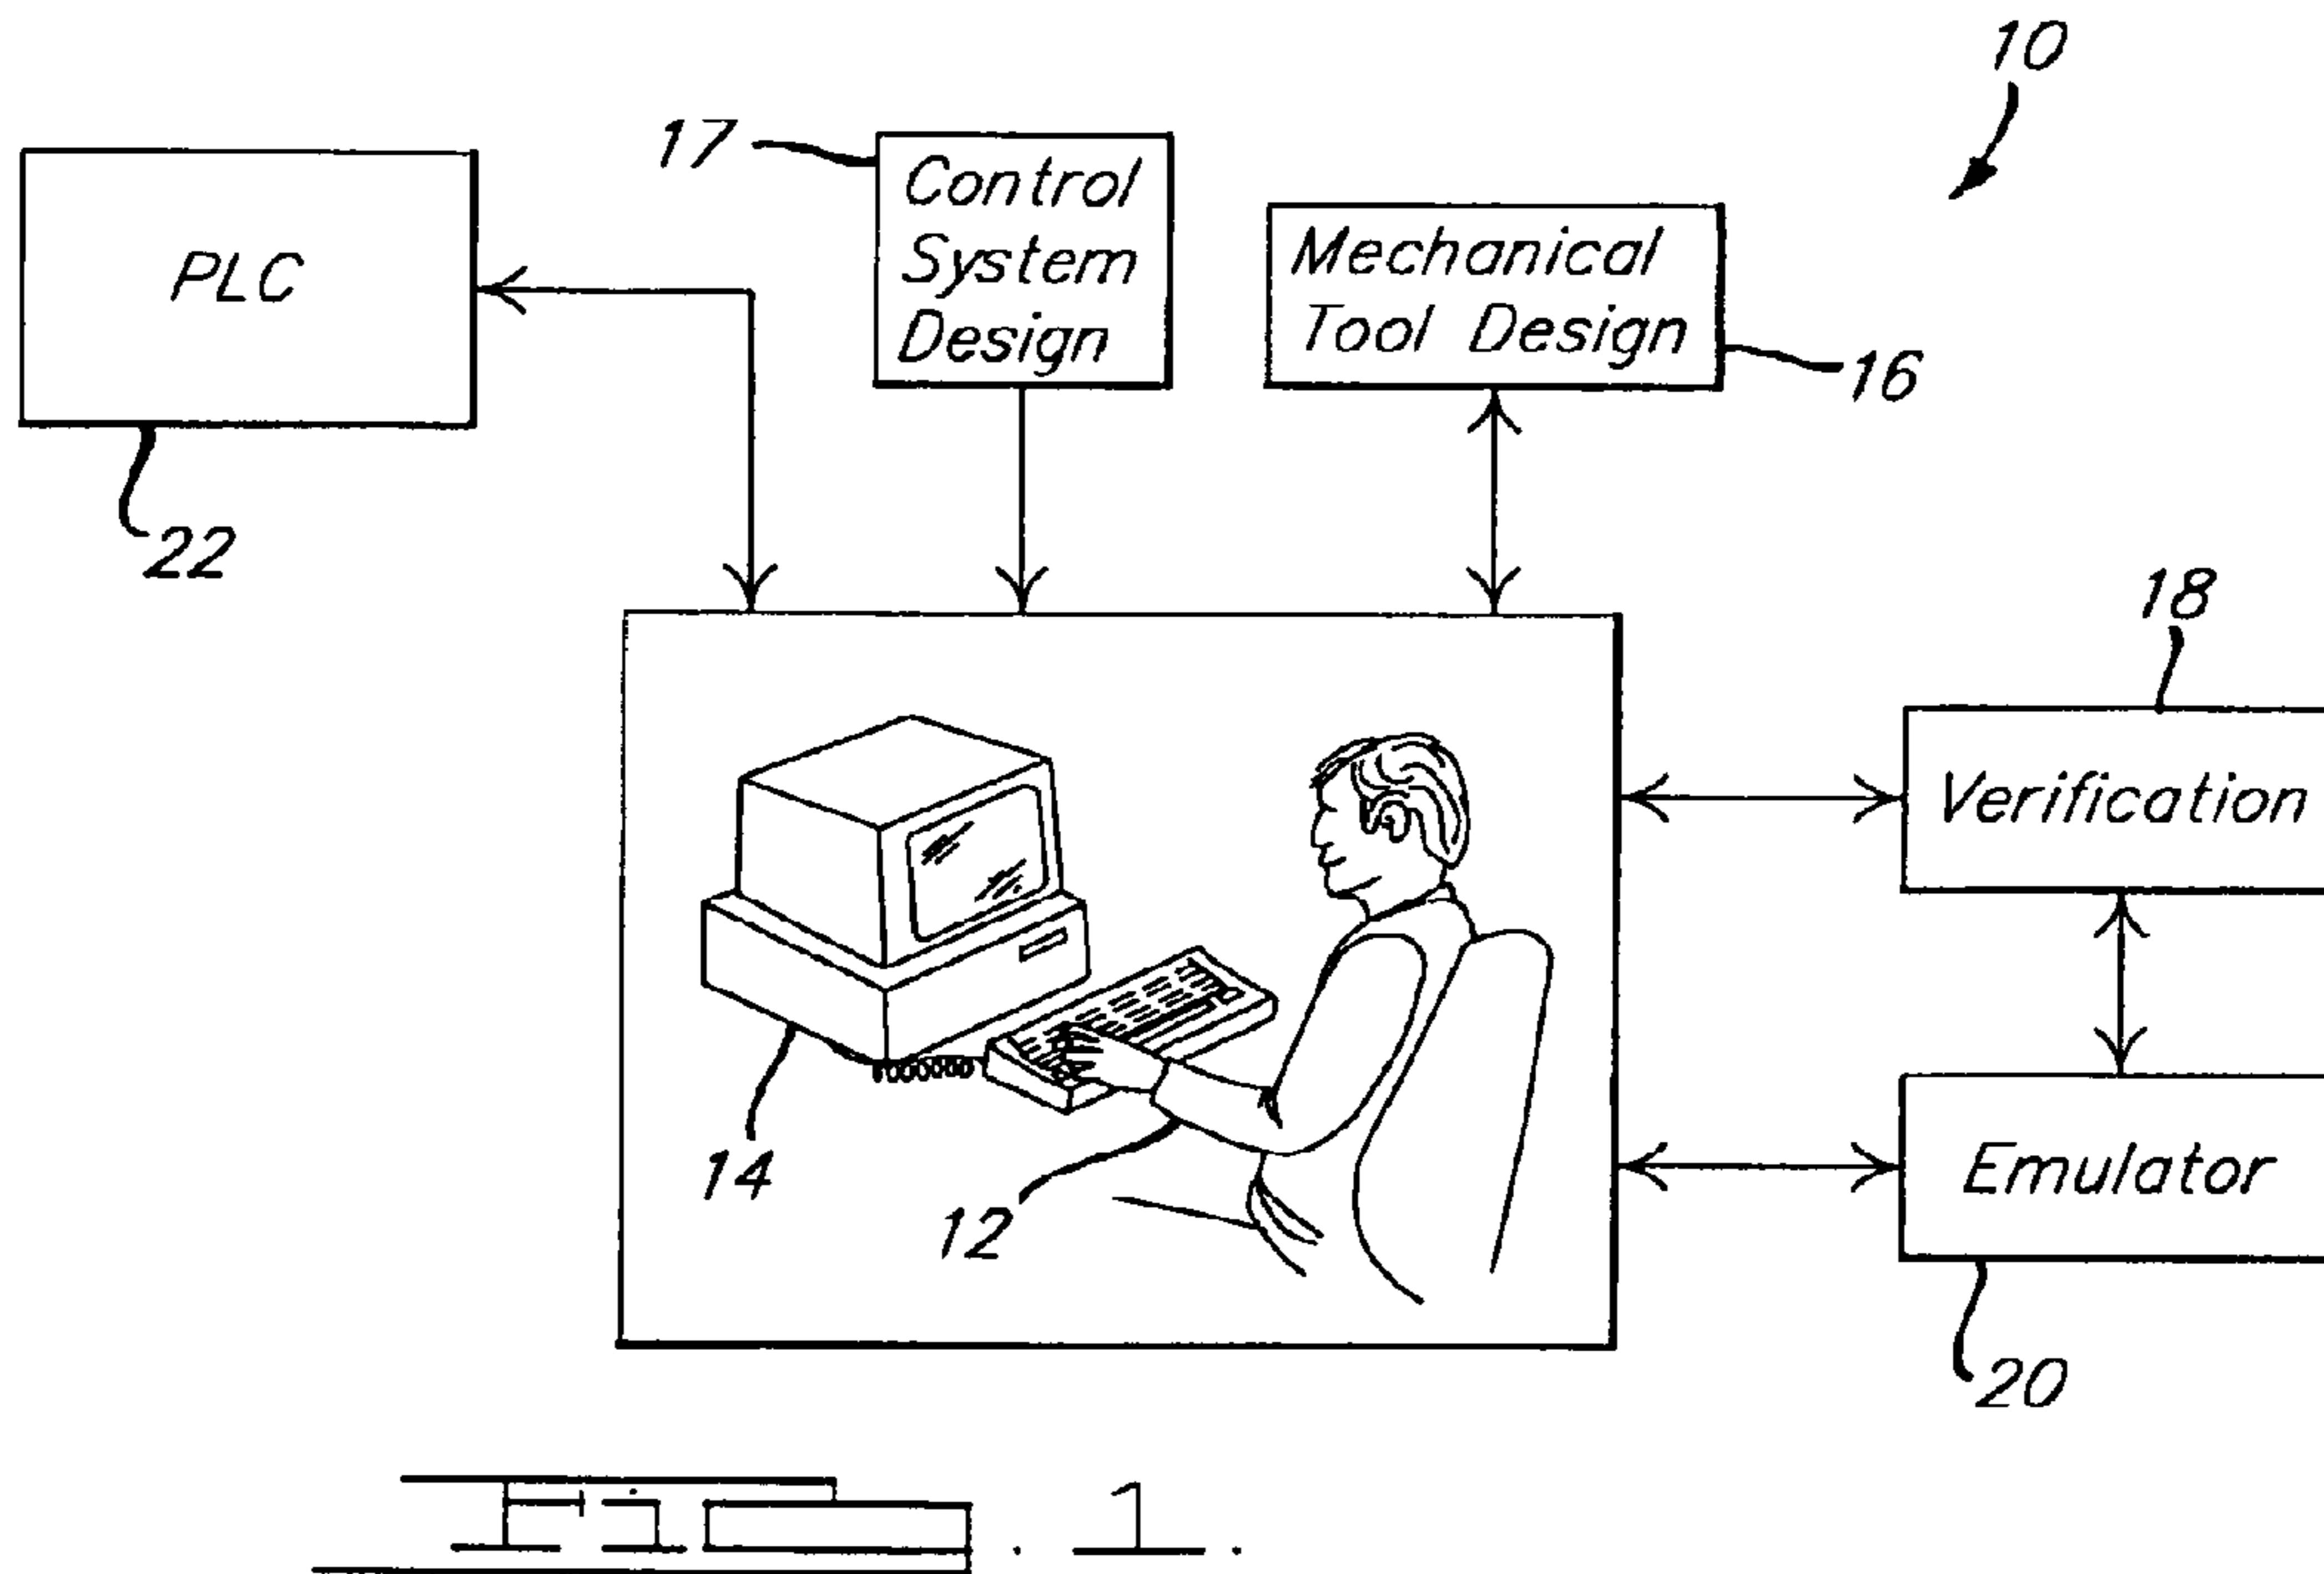 10
17
Control
System
Design
PLC
Mechanical
Tool Design
16
22
18
Verification
14
12
Emulator
20
Fig. 1.